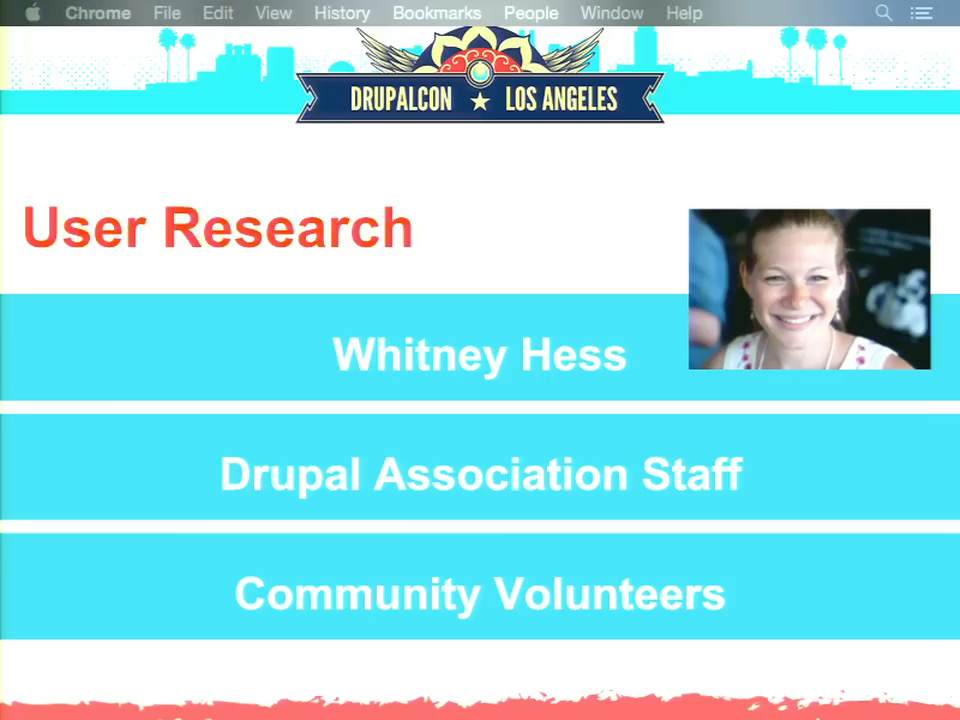 Chrome File Edit View History Bookmarks People Window Help
DRUPALCON ★ LOS ANGELES
User Research
Whitney Hess
Drupal Association Staff
Community Volunteers